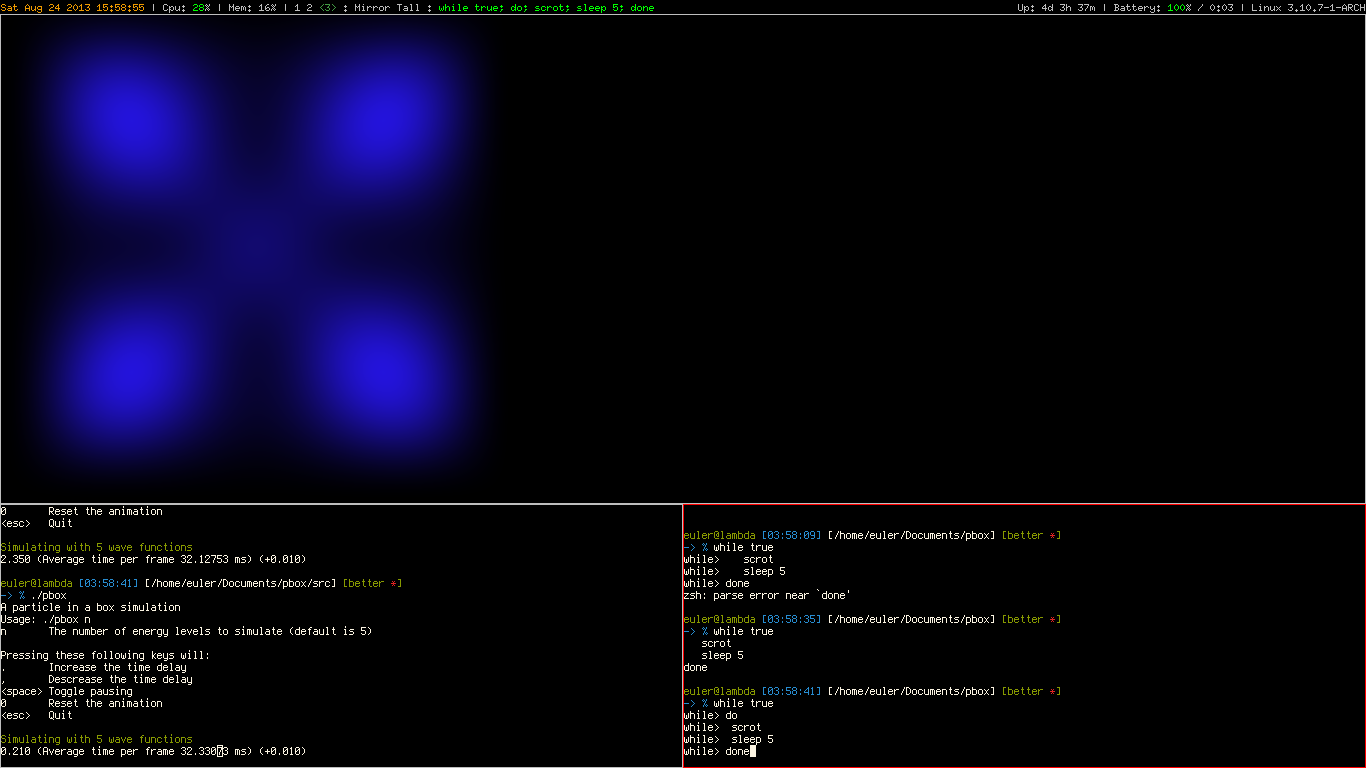 Sat Aug 24 2013 15:58:55 | Cpu: 28% | Mem: 16% | 1 2 <3> : Mirror Tall : while true; do; scrot; sleep 5; done
Up: 4d 3h 37m | Battery: 100% / 0:03 | Linux 3.10.7-1-ARCH
0       Reset the animation
<esc>   Quit
Simulating with 5 wave functions
2.350 (Average time per frame 32.12753 ms) (+0.010)
euler@lambda [03:58:41] [/home/euler/Documents/pbox/src] [better *]
-> % ./pbox
A particle in a box simulation
Usage: ./pbox n
n       The number of energy levels to simulate (default is 5)
Pressing these following keys will:
.       Increase the time delay
,       Descrease the time delay
<space> Toggle pausing
0       Reset the animation
<esc>   Quit
Simulating with 5 wave functions
0.210 (Average time per frame 32.33073 ms) (+0.010)
euler@lambda [03:58:09] [/home/euler/Documents/pbox] [better *]
-> % while true
while>    scrot
while>    sleep 5
while> done
zsh: parse error near `done'
euler@lambda [03:58:35] [/home/euler/Documents/pbox] [better *]
-> % while true
scrot
sleep 5
done
euler@lambda [03:58:41] [/home/euler/Documents/pbox] [better *]
-> % while true
while> do
while>  scrot
while>  sleep 5
while> done